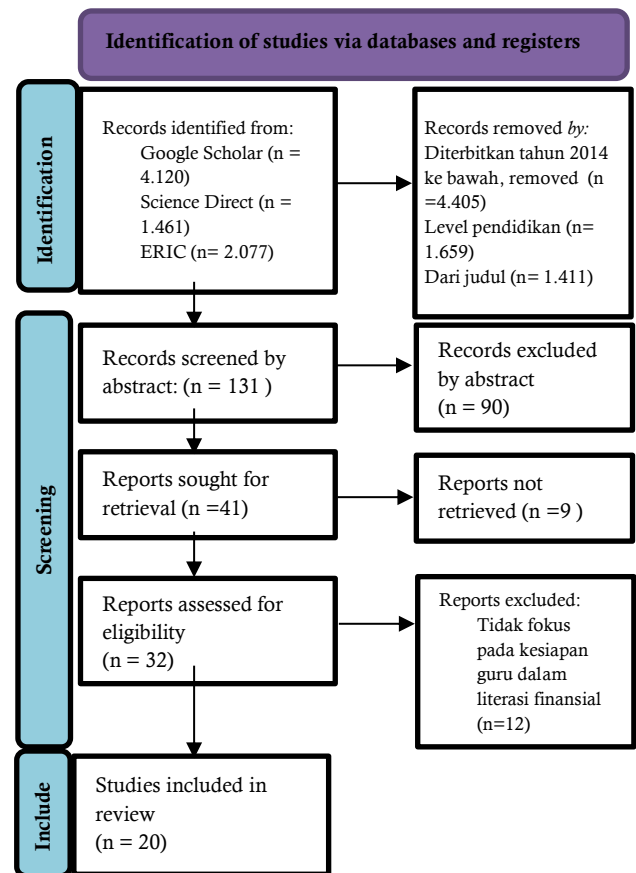 Identification of studies via databases and registers
Identification
Records identified from:
Google Scholar (n =
4.120)
Science Direct (n =
1.461)
ERIC (n= 2.077)
Records removed by:
Diterbitkan tahun 2014
ke bawah, removed (n
=4.405)
Level pendidikan (n=
1.659)
Dari judul (n= 1.411)
Screening
Records screened by
abstract: (n = 131 )
Records excluded
by abstract
(n = 90)
Reports sought for
retrieval (n =41)
Reports not
retrieved (n =9 )
Reports assessed for
eligibility
(n = 32)
Reports excluded:
Tidak fokus
pada kesiapan
guru dalam
literasi finansial
(n=12)
Include
Studies included in
review
(n = 20)